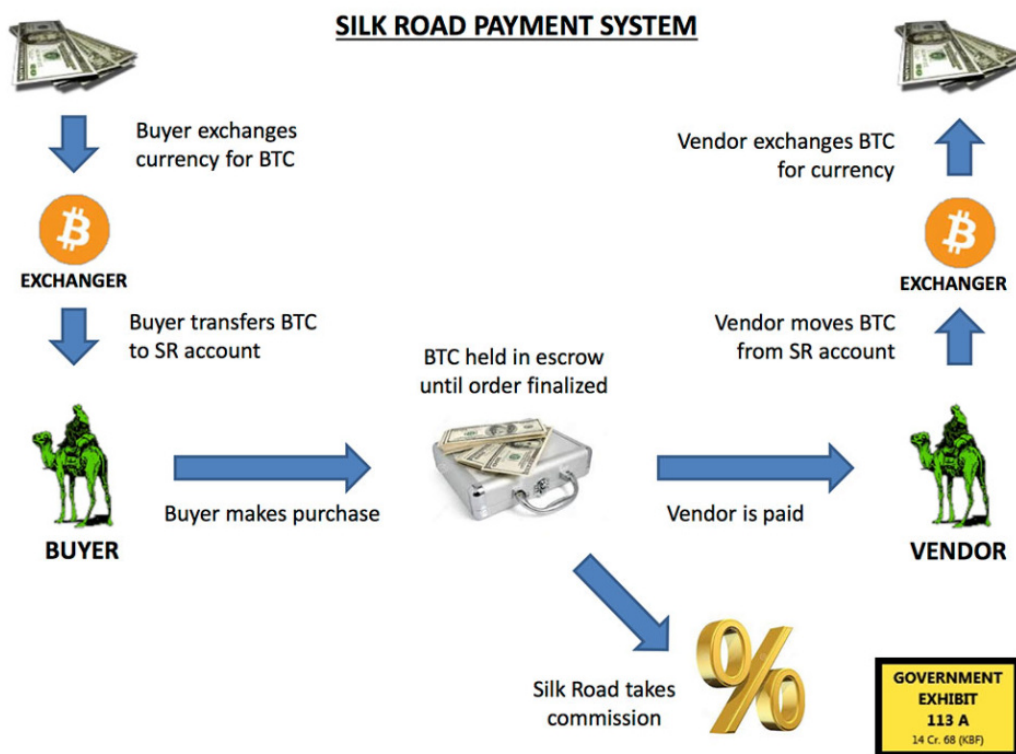 SILK ROAD PAYMENT SYSTEM
Buyer exchanges
currency for BTC
EXCHANGER
Buyer transfers BTC
to SR account
BUYER
Buyer makes purchase
BTC held in escrow
until order finalized
Vendor is paid
Silk Road takes
commission
VENDOR
Vendor moves BTC
from SR account
EXCHANGER
Vendor exchanges BTC
for currency
GOVERNMENT
EXHIBIT
113 A
14 Cr. 68 (KBF)